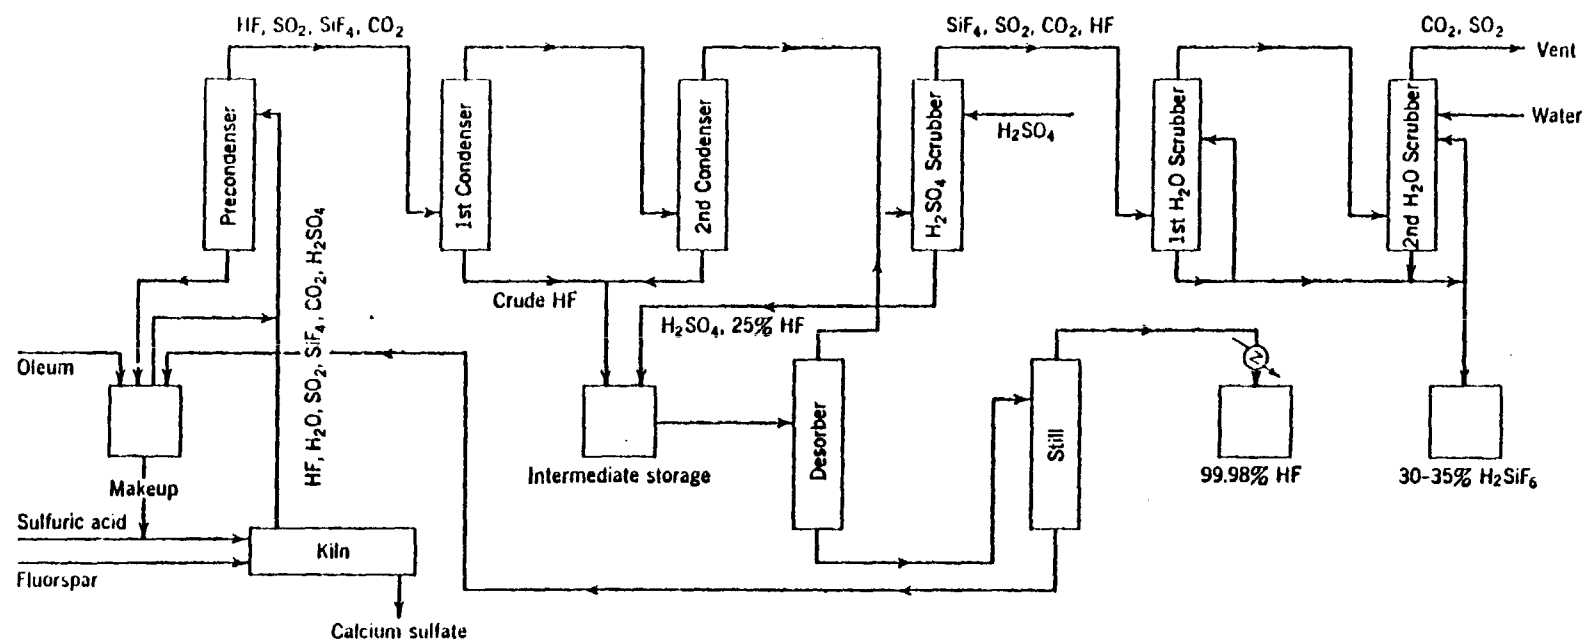 HF, SO₂, SiF₄, CO₂
SiF₄, SO₂, CO₂, HF
CO₂, SO₂
Vent
Precondenser
1st Condenser
2nd Condenser
H₂SO₄ Scrubber
H₂SO₄
1st H₂O Scrubber
2nd H₂O Scrubber
Water
HF, H₂O, SO₂, SiF₄, CO₂, H₂SO₄
Crude HF
H₂SO₄, 25% HF
Oleum
Makeup
Intermediate storage
Desorber
Still
99.98% HF
30-35% H₂SiF₆
Sulfuric acid
Kiln
Fluorspar
Calcium sulfate